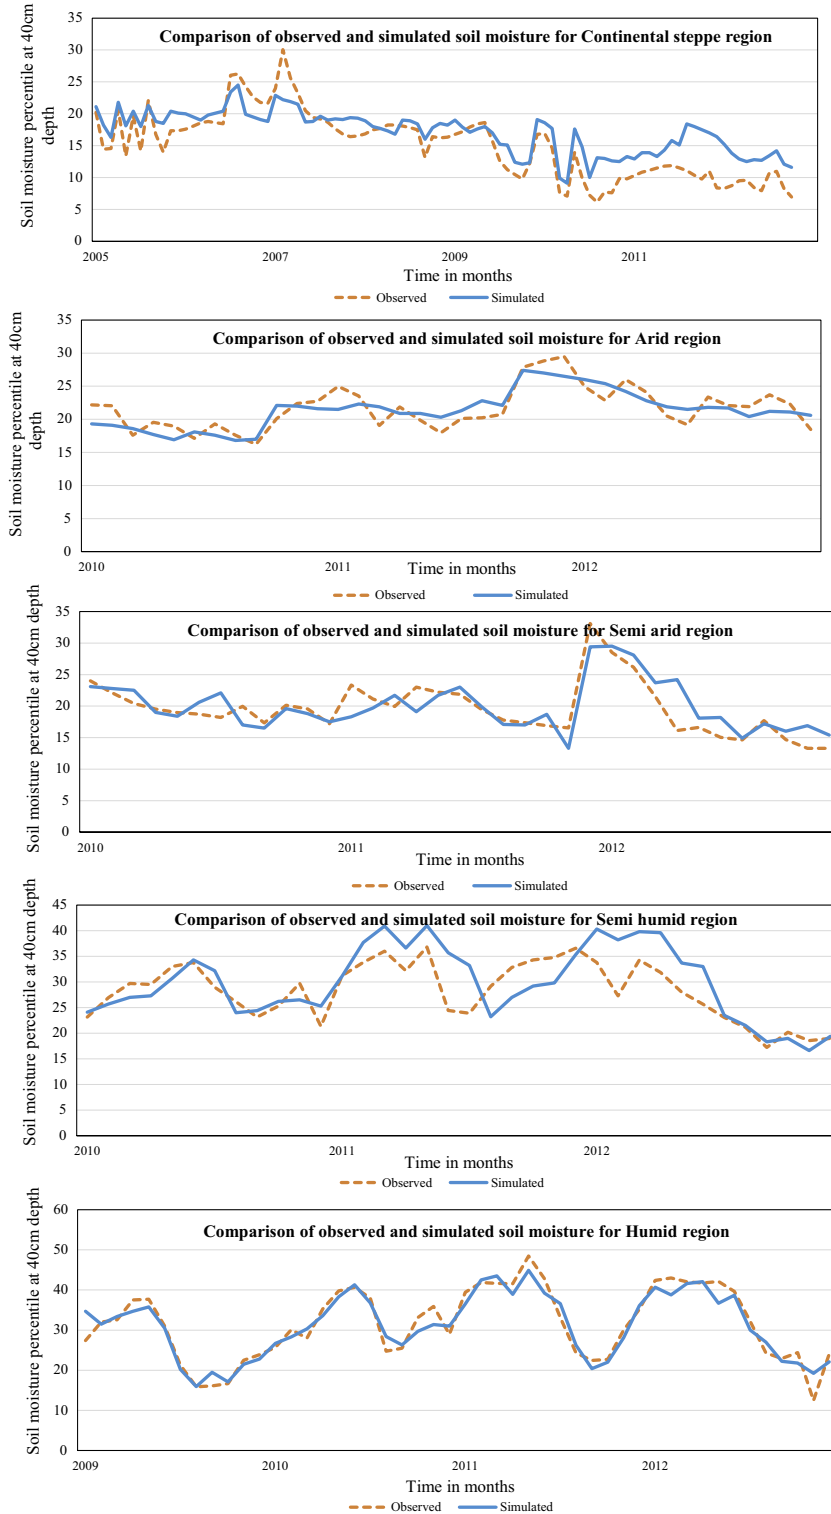 Comparison of observed and simulated soil moisture for Continental steppe region
Soil moisture percentile at 40cm
depth
35
30
25
20
15
10
5
0
2005 2007 2009 2011
Time in months
Observed Simulated
Comparison of observed and simulated soil moisture for Arid region
Soil moisture percentile at 40cm
depth
35
30
25
20
15
10
5
0
2010 2011 2012
Time in months
Observed Simulated
Comparison of observed and simulated soil moisture for Semi arid region
Soil moisture percentile at 40cm depth
35
30
25
20
15
10
5
0
2010 2011 2012
Time in months
Observed Simulated
Comparison of observed and simulated soil moisture for Semi humid region
Soil moisture percentile at 40cm depth
45
40
35
30
25
20
15
10
5
0
2010 2011 2012
Time in months
Observed Simulated
Comparison of observed and simulated soil moisture for Humid region
Soil moisture percentile at 40cm depth
60
50
40
30
20
10
0
2009 2010 2011 2012
Time in months
Observed Simulated